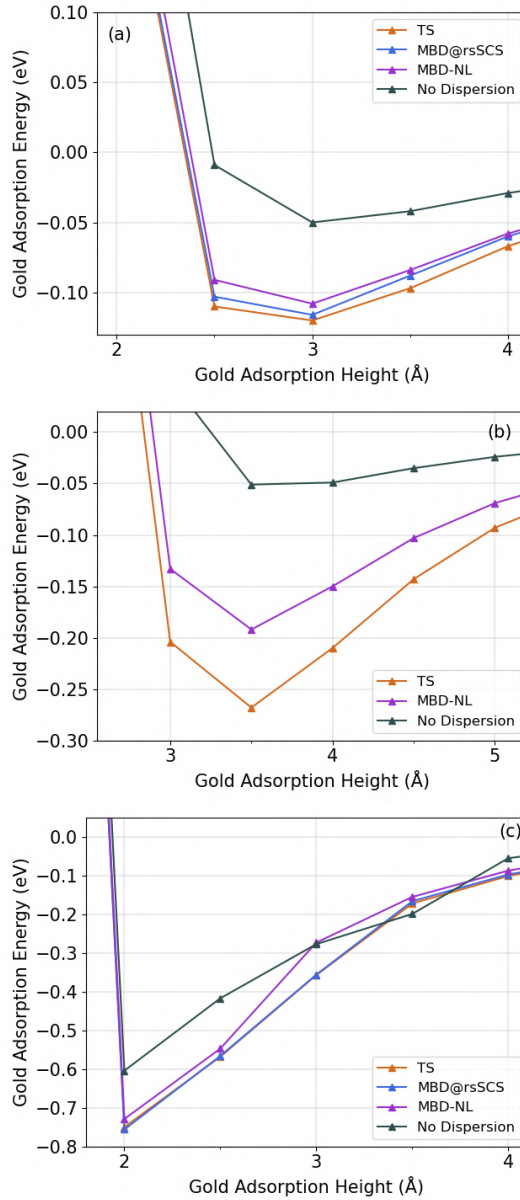 (a)
TS
MBD@rsSCS
MBD-NL
No Dispersion
0.10
0.05
0.00
−0.05
−0.10
Gold Adsorption Energy (eV)
2
3
4
Gold Adsorption Height (Å)
(b)
0.00
−0.05
−0.10
−0.15
−0.20
−0.25
−0.30
Gold Adsorption Energy (eV)
TS
MBD-NL
No Dispersion
3
4
5
Gold Adsorption Height (Å)
(c)
0.0
−0.1
−0.2
−0.3
−0.4
−0.5
−0.6
−0.7
−0.8
Gold Adsorption Energy (eV)
TS
MBD@rsSCS
MBD-NL
No Dispersion
2
3
4
Gold Adsorption Height (Å)